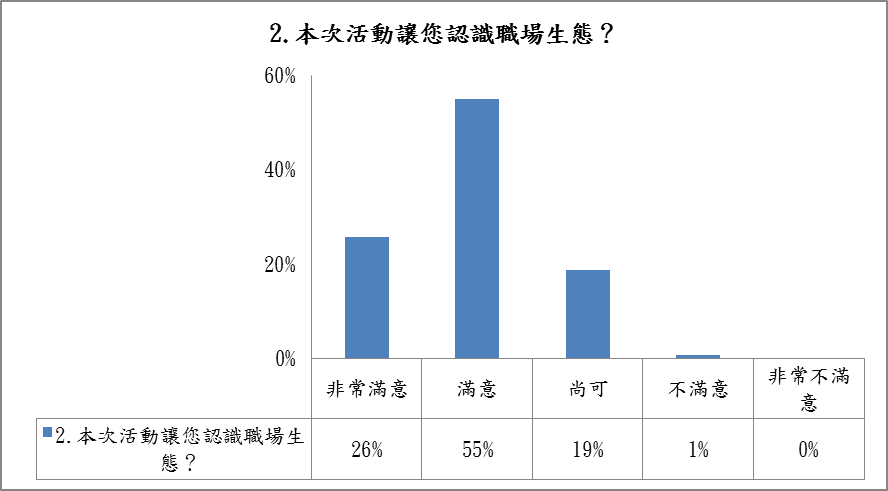 2.本次活動讓您認識職場生態？
60%
40%
20%
0%
非常滿意 滿意 尚可 不滿意 非常不滿
意
2.本次活動讓您認識職場生
態？
26% 55% 19% 1% 0%